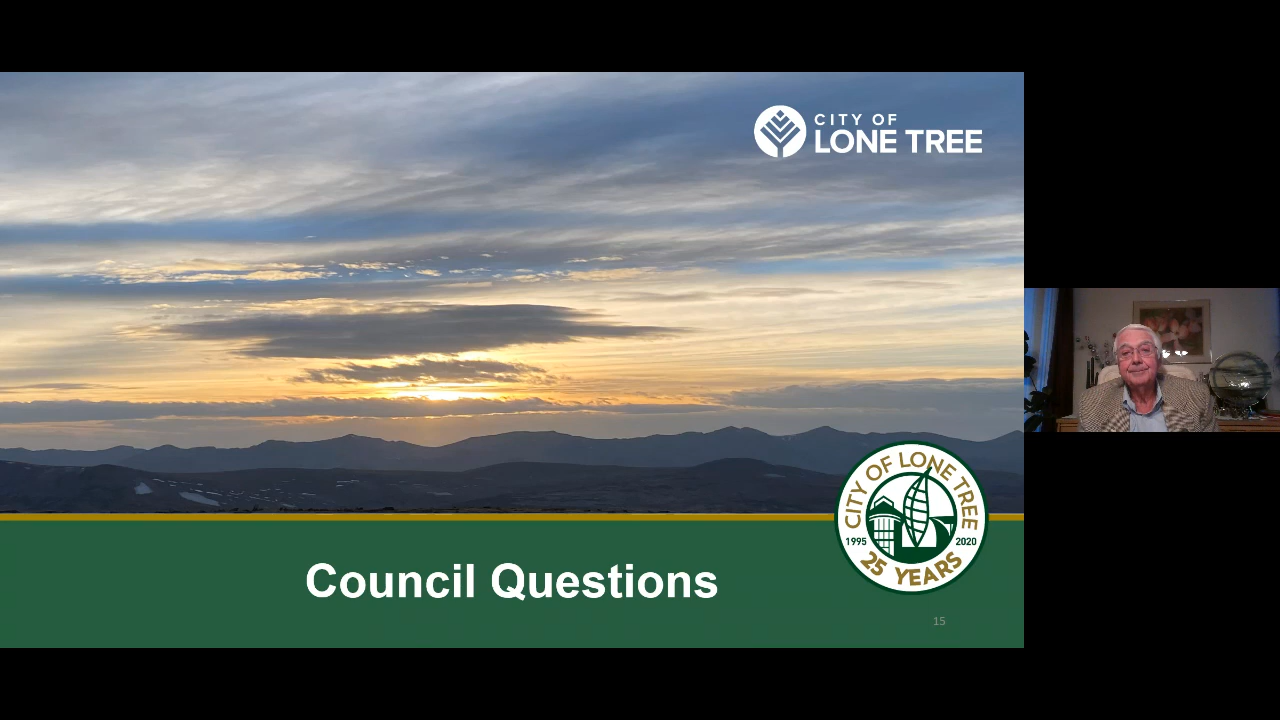 CITY OF
LONE TREE
CITY OF LONE TREE
1995 2020
25 YEARS
Council Questions
15